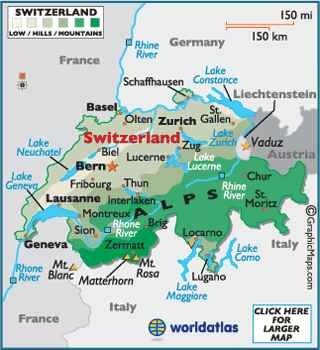 SWITZERLAND
LOW / HILLS / MOUNTAINS
150 mi
150 km
Germany
France
Rhine
River
Schaffhausen
Lake
Constance
Liechtenstein
Basel
Olten
Zurich
St.
Gallen
Switzerland
Lake
Zurich
Vaduz
Austria
Lake
Neuchatel
Biel
Zug
Bern
Lucerne
Lake
Lucerne
Lake
Geneva
Fribourg
Thun
Rhine
River
Chur
Lausanne
Interlaken
St.
Moritz
Montreux
ALPS
Sion
Rhone
River
Brig
Geneva
Zermatt
Locarno
Italy
Rhone
River
Mt.
Blanc
Mt.
Rosa
Matterhorn
Lugano
Lake
Como
Lake
Maggiore
Italy
France
©GraphicMaps.com
worldatlas
CLICK HERE
FOR
LARGER
MAP